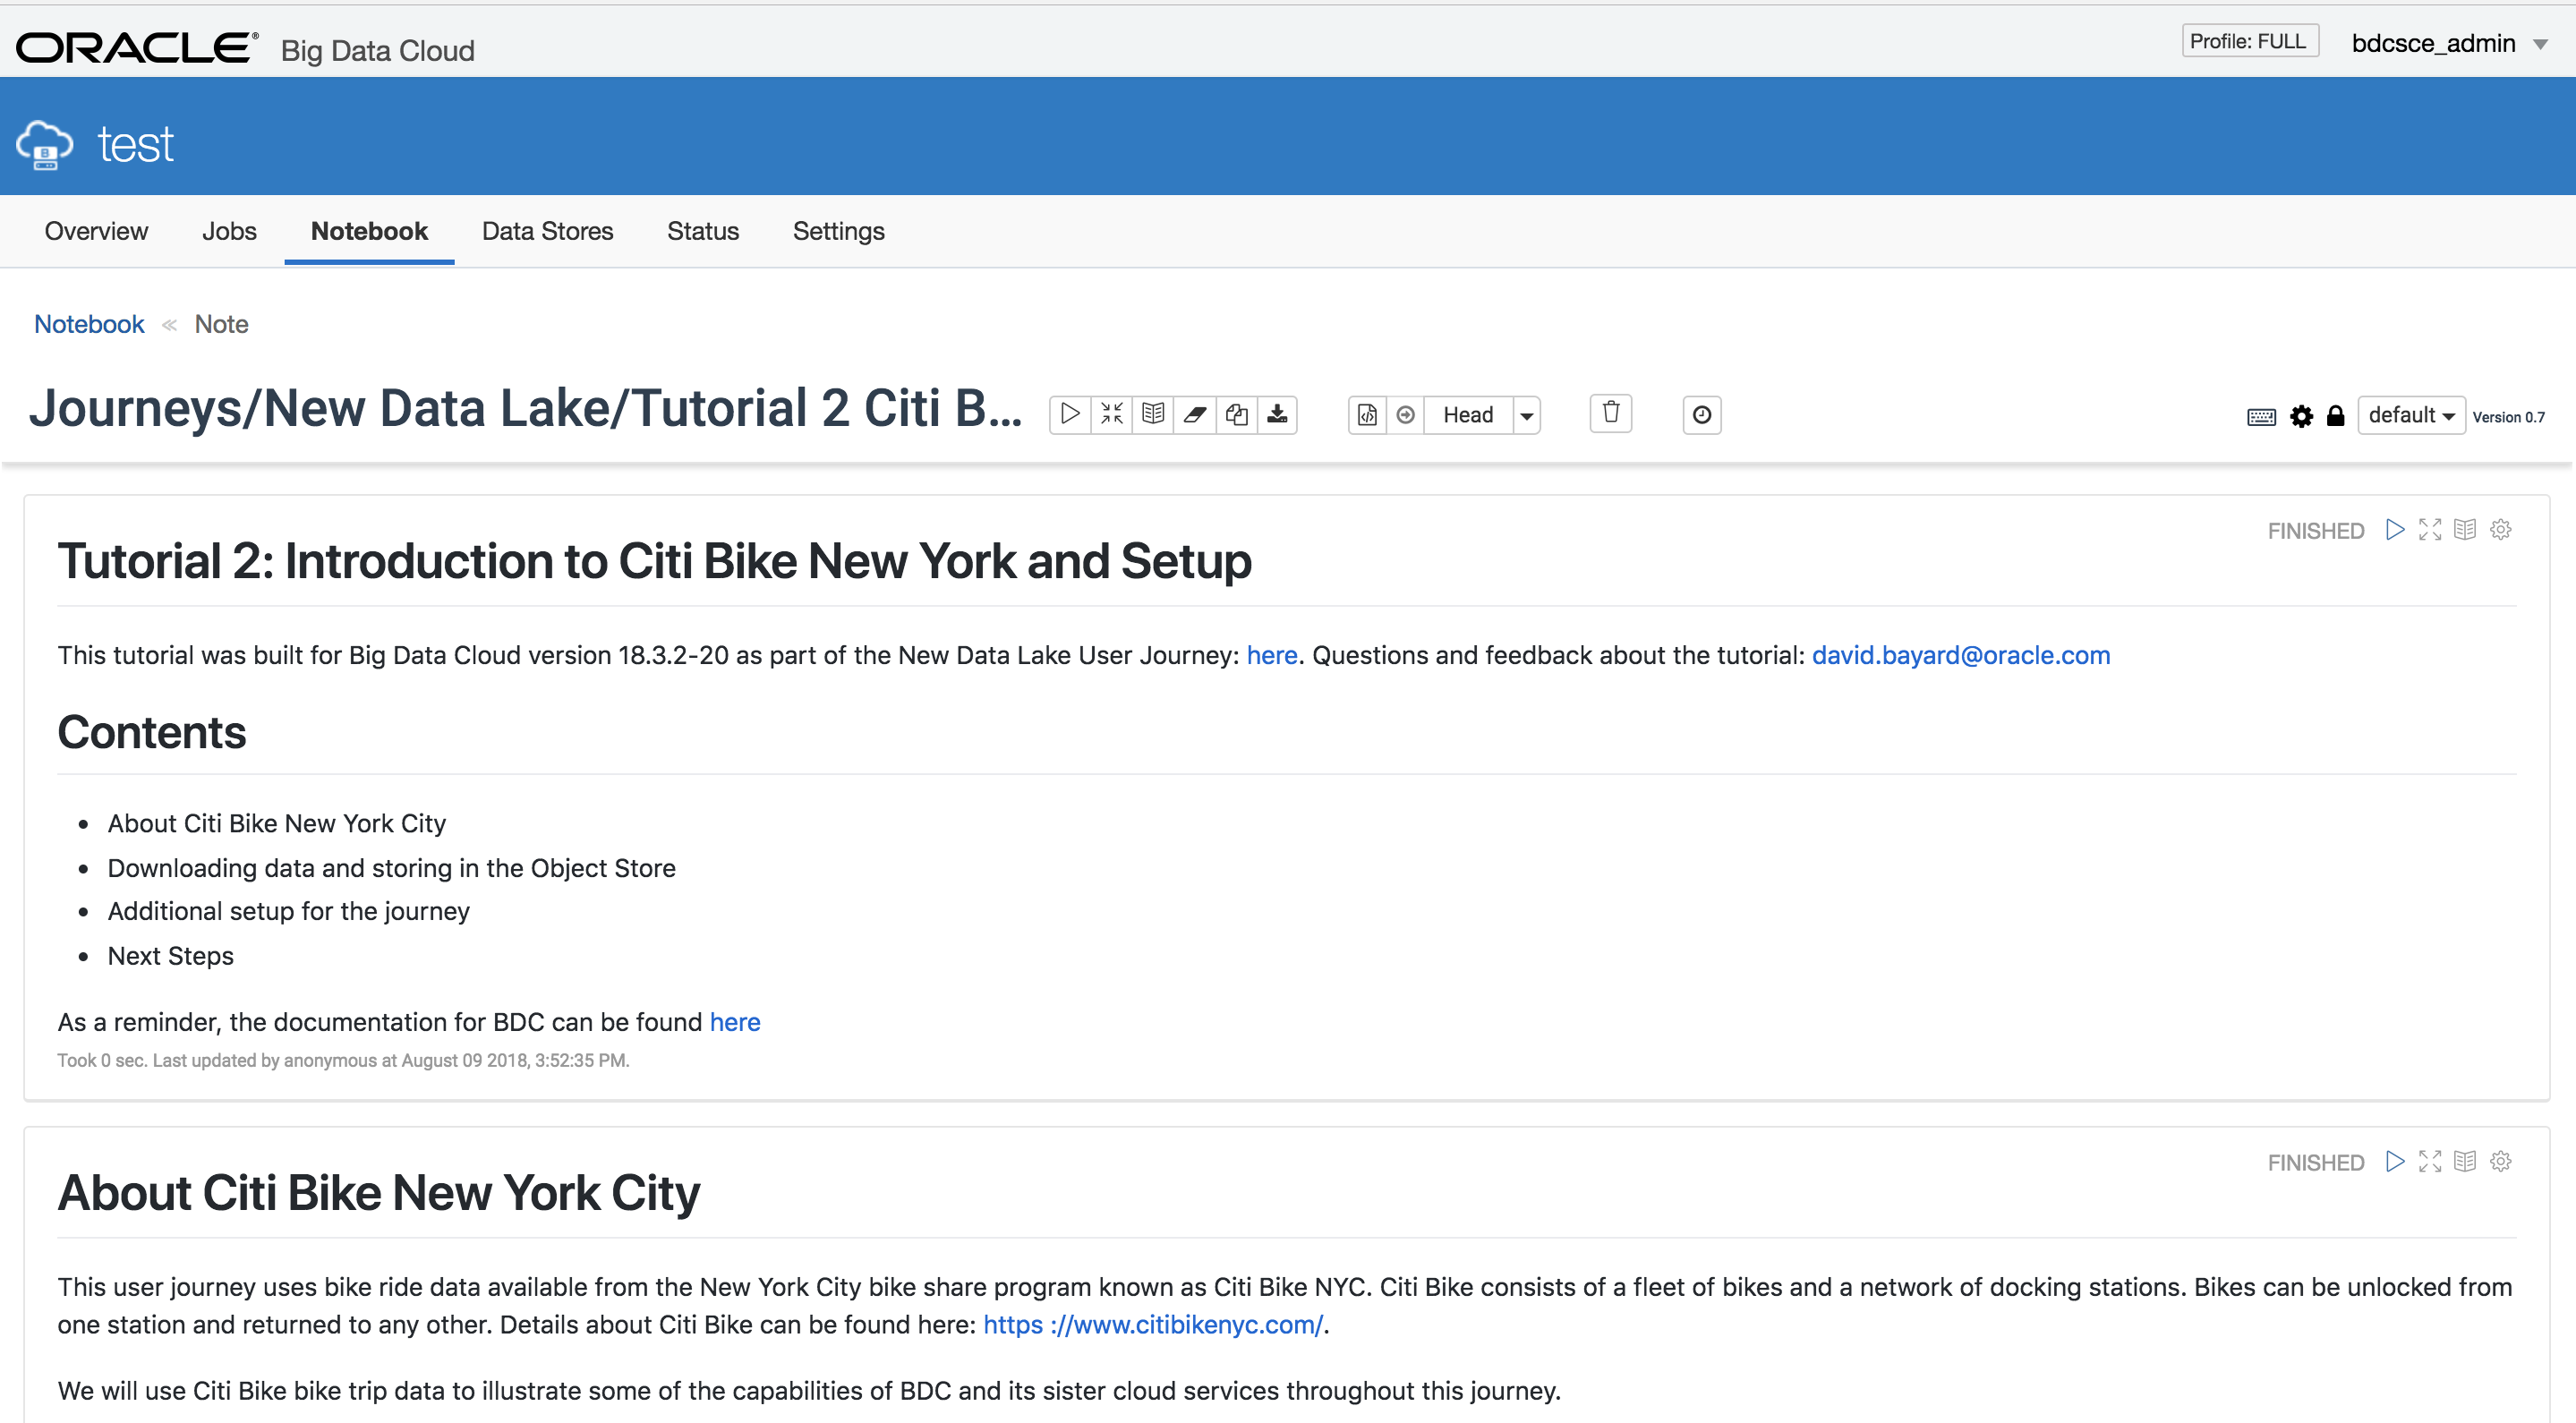 ORACLE® Big Data Cloud Profile: FULL bdcsce_admin
test
Overview Jobs Notebook Data Stores Status Settings
Notebook « Note
Journeys/New Data Lake/Tutorial 2 Citi B... Head default Version 0.7
FINISHED
Tutorial 2: Introduction to Citi Bike New York and Setup
This tutorial was built for Big Data Cloud version 18.3.2-20 as part of the New Data Lake User Journey: here. Questions and feedback about the tutorial: david.bayard@oracle.com
Contents
• About Citi Bike New York City
• Downloading data and storing in the Object Store
• Additional setup for the journey
• Next Steps
As a reminder, the documentation for BDC can be found here
Took 0 sec. Last updated by anonymous at August 09 2018, 3:52:35 PM.
FINISHED
About Citi Bike New York City
This user journey uses bike ride data available from the New York City bike share program known as Citi Bike NYC. Citi Bike consists of a fleet of bikes and a network of docking stations. Bikes can be unlocked from
one station and returned to any other. Details about Citi Bike can be found here: https ://www.citibikenyc.com/.
We will use Citi Bike bike trip data to illustrate some of the capabilities of BDC and its sister cloud services throughout this journey.